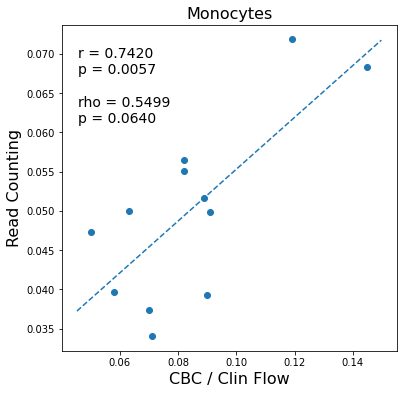 Monocytes
r = 0.7420
p = 0.0057
rho = 0.5499
p = 0.0640
Read Counting
0.070
0.065
0.060
0.055
0.050
0.045
0.040
0.035
0.06
0.08
0.10
0.12
0.14
CBC / Clin Flow